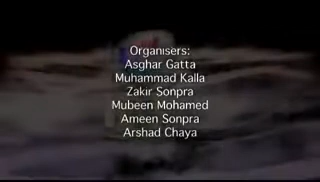 Organisers:
Asghar Gatta
Muhammad Kalla
Zakir Sonpra
Mubeen Mohamed
Ameen Sonpra
Arshad Chaya